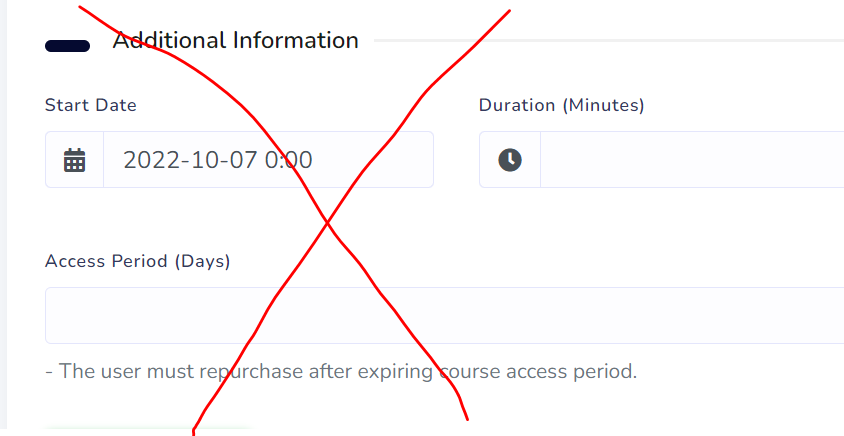 Additional Information
Start Date
Duration (Minutes)
2022-10-07 0:00
Access Period (Days)
- The user must repurchase after expiring course access period.